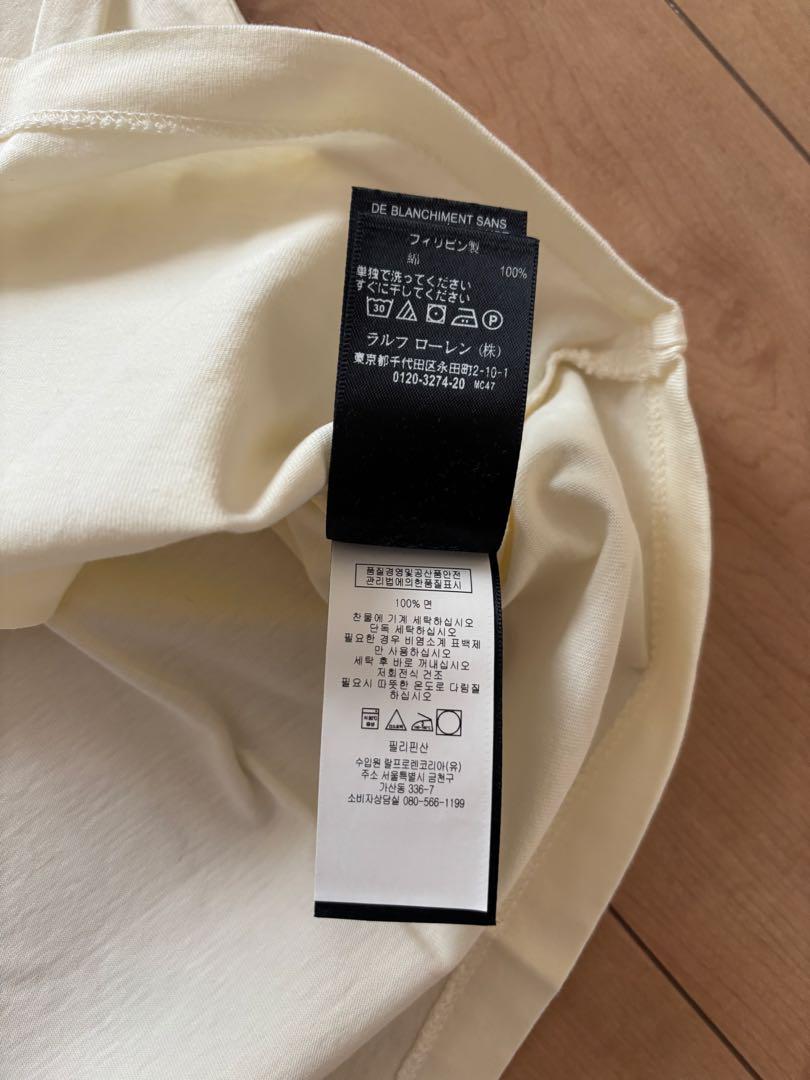 DE BLANCHIMENT SANS
フィリピン製
綿 100%
単独で洗ってください
すぐに干してください
30 P
ラルフ ローレン (株)
東京都千代田区永田町2-10-1
0120-3274-20 MC47
품질경영및공산품안전
관리법에의한품질표시
100% 면
찬물에 기계 세탁하십시오
단독 세탁하십시오
필요한 경우 비염소계 표백제
만 사용하십시오
세탁 후 바로 꺼내십시오
저회전식 건조
필요시 따뜻한 온도로 다림질
하십시오
필리핀산
수입원 랄프로렌코리아(유)
주소 서울특별시 금천구
가산동 336-7
소비자상담실 080-566-1199